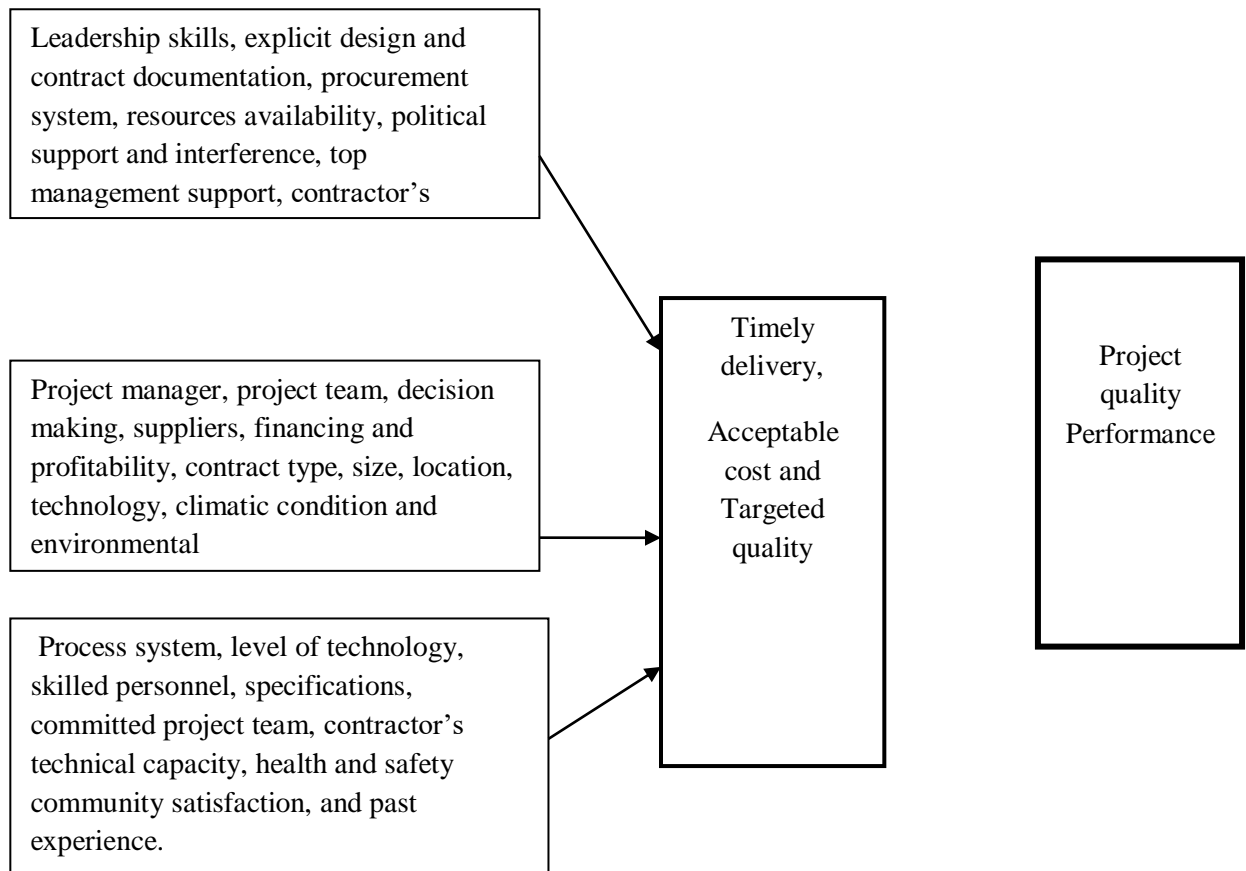 Leadership skills, explicit design and
contract documentation, procurement
system, resources availability, political
support and interference, top
management support, contractor’s
Project manager, project team, decision
making, suppliers, financing and
profitability, contract type, size, location,
technology, climatic condition and
environmental
Process system, level of technology,
skilled personnel, specifications,
committed project team, contractor’s
technical capacity, health and safety
community satisfaction, and past
experience.
Timely
delivery,
Acceptable
cost and
Targeted
quality
Project
quality
Performance